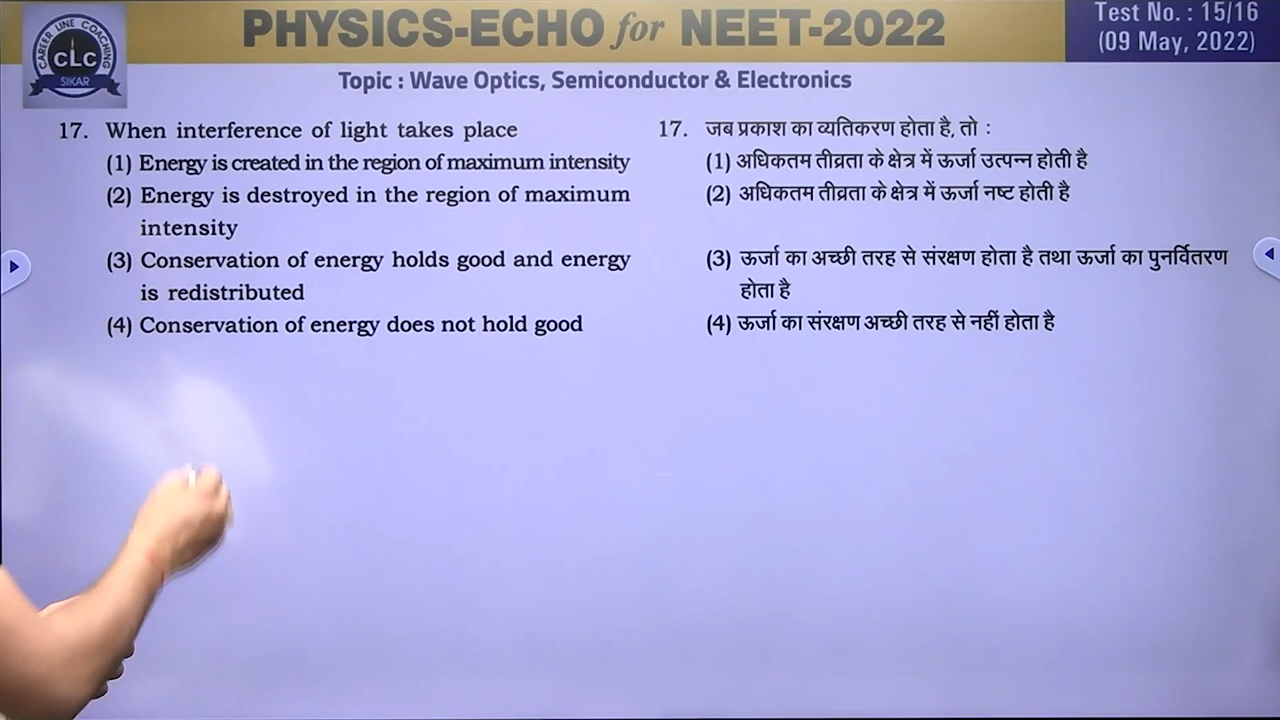 CAREER LINE COACHING
CLC
SIKAR
PHYSICS-ECHO for NEET-2022
Test No. : 15/16
(09 May, 2022)
Topic : Wave Optics, Semiconductor & Electronics
17. When interference of light takes place
(1) Energy is created in the region of maximum intensity
(2) Energy is destroyed in the region of maximum
intensity
(3) Conservation of energy holds good and energy
is redistributed
(4) Conservation of energy does not hold good
17. जब प्रकाश का व्यतिकरण होता है, तो :
(1) अधिकतम तीव्रता के क्षेत्र में ऊर्जा उत्पन्न होती है
(2) अधिकतम तीव्रता के क्षेत्र में ऊर्जा नष्ट होती है
(3) ऊर्जा का अच्छी तरह से संरक्षण होता है तथा ऊर्जा का पुनर्वितरण
होता है
(4) ऊर्जा का संरक्षण अच्छी तरह से नहीं होता है